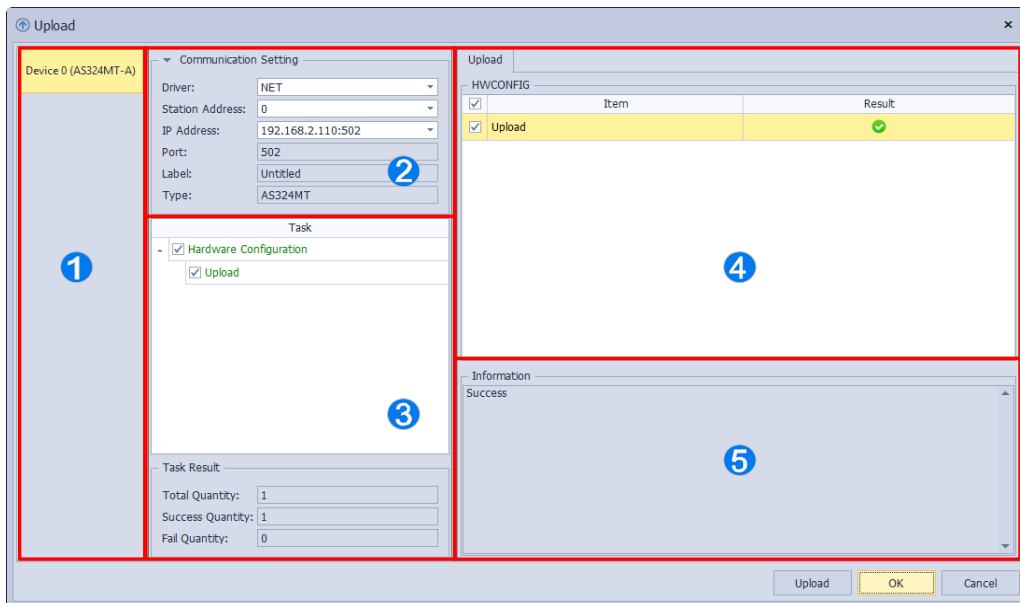 Upload
×
Device 0 (AS324MT-A)
1
Communication Setting
Driver: NET
Station Address: 0
IP Address: 192.168.2.110:502
Port: 502
Label: Untitled
Type: AS324MT
2
Task
- Hardware Configuration
Upload
3
Task Result
Total Quantity: 1
Success Quantity: 1
Fail Quantity: 0
Upload
HWCONFIG
Item Result
Upload
4
Information
Success
5
Upload OK Cancel